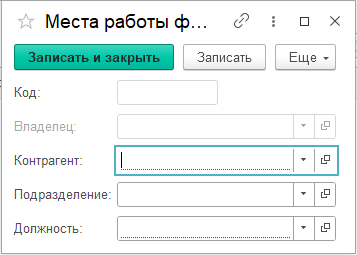 Места работы ф...
Записать и закрыть Записать Еще
Код:
Владелец:
Контрагент:
Подразделение:
Должность: